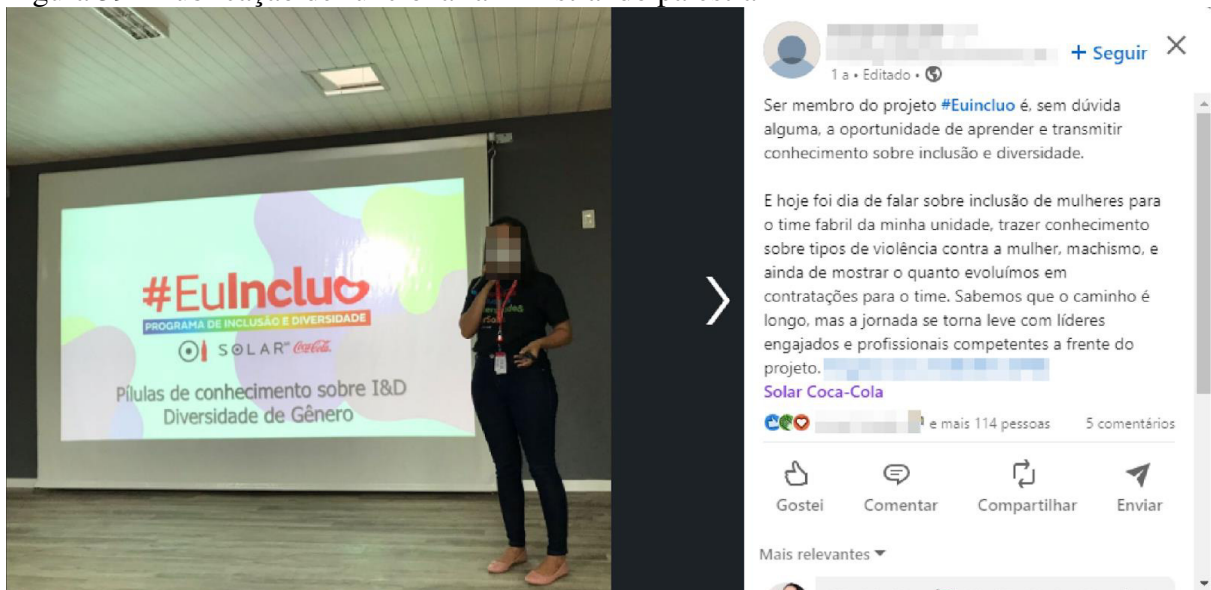 #EuIncluo
PROGRAMA DE INCLUSÃO E DIVERSIDADE
SOLAR Coca-Cola
Pílulas de conhecimento sobre I&D
Diversidade de Gênero
+ Seguir
1 a • Editado •
Ser membro do projeto #Euincluo é, sem dúvida
alguma, a oportunidade de aprender e transmitir
conhecimento sobre inclusão e diversidade.
E hoje foi dia de falar sobre inclusão de mulheres para
o time fabril da minha unidade, trazer conhecimento
sobre tipos de violência contra a mulher, machismo, e
ainda de mostrar o quanto evoluímos em
contratações para o time. Sabemos que o caminho é
longo, mas a jornada se torna leve com líderes
engajados e profissionais competentes a frente do
projeto.
Solar Coca-Cola
e mais 114 pessoas 5 comentários
Gostei Comentar Compartilhar Enviar
Mais relevantes